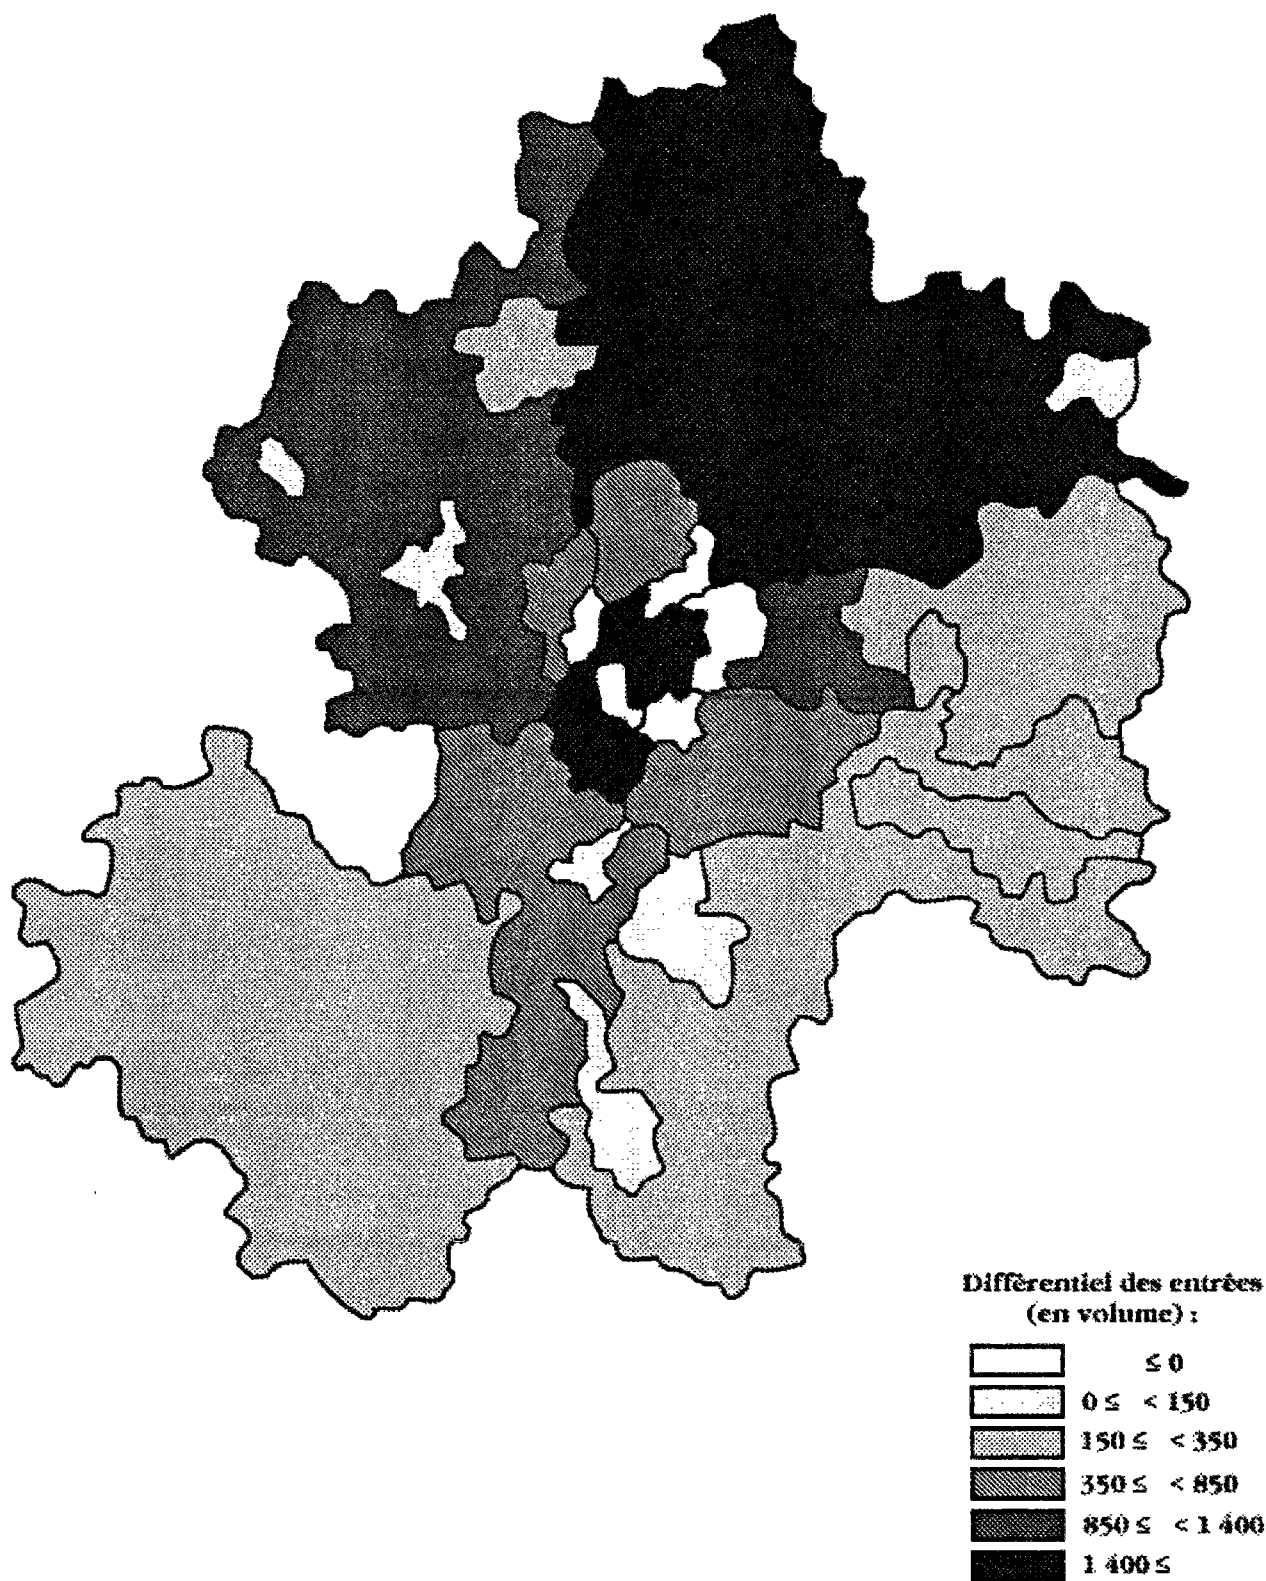 Différentiel des entrées
(en volume) :
≤ 0
0 ≤ < 150
150 ≤ < 350
350 ≤ < 850
850 ≤ < 1 400
1 400 ≤